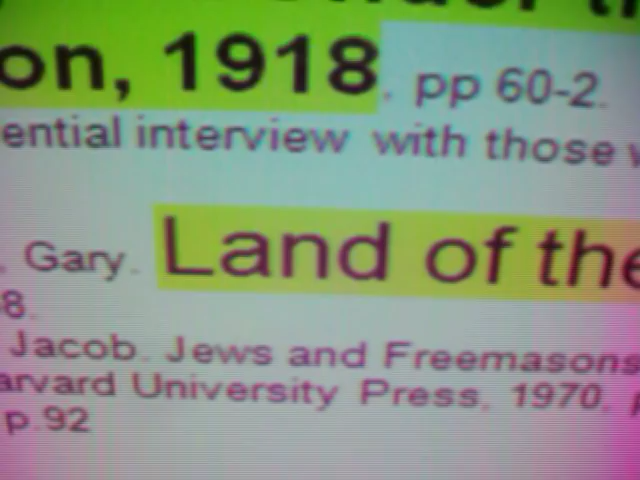 on, 1918. pp 60-2.
ential interview with those
Gary. Land of the
8.
Jacob. Jews and Freemasons
arvard University Press, 1970,
p.92